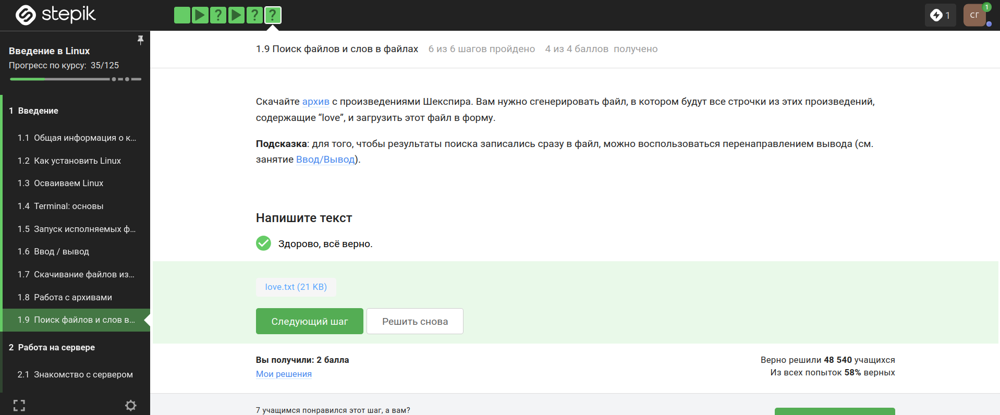 stepik
?
?
?
1
СГ
1
Введение в Linux
Прогресс по курсу: 35/125
1 Введение
1.1 Общая информация о к...
1.2 Как установить Linux
1.3 Осваиваем Linux
1.4 Terminal: основы
1.5 Запуск исполняемых ф...
1.6 Ввод / вывод
1.7 Скачивание файлов из...
1.8 Работа с архивами
1.9 Поиск файлов и слов в...
2 Работа на сервере
2.1 Знакомство с сервером
1.9 Поиск файлов и слов в файлах 6 из 6 шагов пройдено 4 из 4 баллов получено
Скачайте архив с произведениями Шекспира. Вам нужно сгенерировать файл, в котором будут все строчки из этих произведений,
содержащие “love”, и загрузить этот файл в форму.
Подсказка: для того, чтобы результаты поиска записались сразу в файл, можно воспользоваться перенаправлением вывода (см.
занятие Ввод/Вывод).
Напишите текст
Здорово, всё верно.
love.txt (21 KB)
Следующий шаг
Решить снова
Вы получили: 2 балла
Мои решения
Верно решили 48 540 учащихся
Из всех попыток 58% верных
7 учащимся понравился этот шаг, а вам?